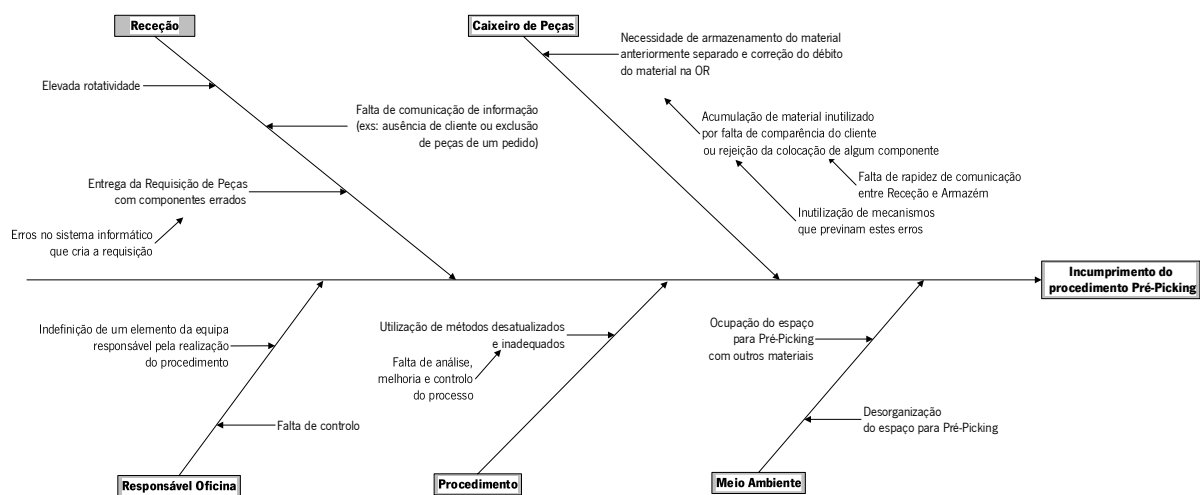 Receção
Caixeiro de Peças
Necessidade de armazenamento do material
anteriormente separado e correção do débito
do material na OR
Elevada rotatividade
Falta de comunicação de informação
(exs: ausência de cliente ou exclusão
de peças de um pedido)
Acumulação de material inutilizado
por falta de comparência do cliente
ou rejeição da colocação de algum componente
Entrega da Requisição de Peças
com componentes errados
Falta de rapidez de comunicação
entre Receção e Armazém
Inutilização de mecanismos
que previnam estes erros
Erros no sistema informático
que cria a requisição
Incumprimento do
procedimento Pré-Picking
Indefinição de um elemento da equipa
responsável pela realização
do procedimento
Utilização de métodos desatualizados
e inadequados
Falta de análise,
melhoria e controlo
do processo
Ocupação do espaço
para Pré-Picking
com outros materiais
Falta de controlo
Desorganização
do espaço para Pré-Picking
Responsável Oficina
Procedimento
Meio Ambiente